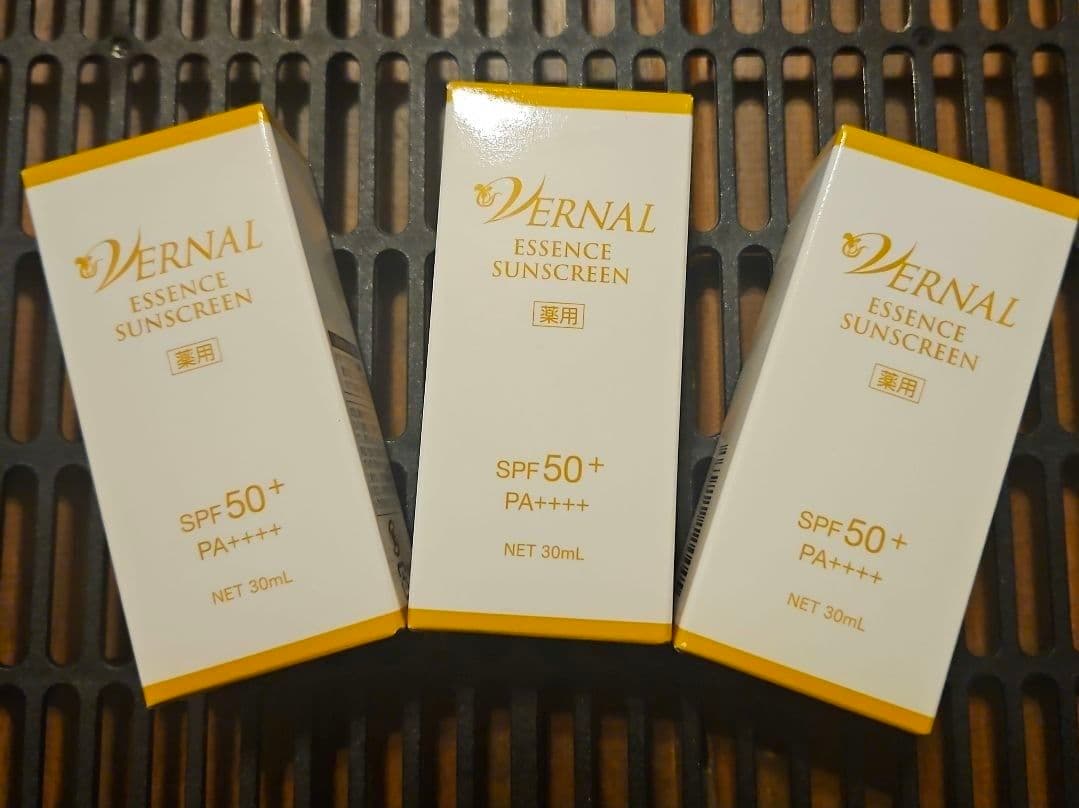 VERNAL
ESSENCE
SUNSCREEN
薬用
SPF50+
PA++++
NET 30mL
VERNAL
ESSENCE
SUNSCREEN
薬用
SPF50+
PA++++
NET 30mL
VERNAL
ESSENCE
SUNSCREEN
薬用
SPF50+
PA++++
NET 30mL